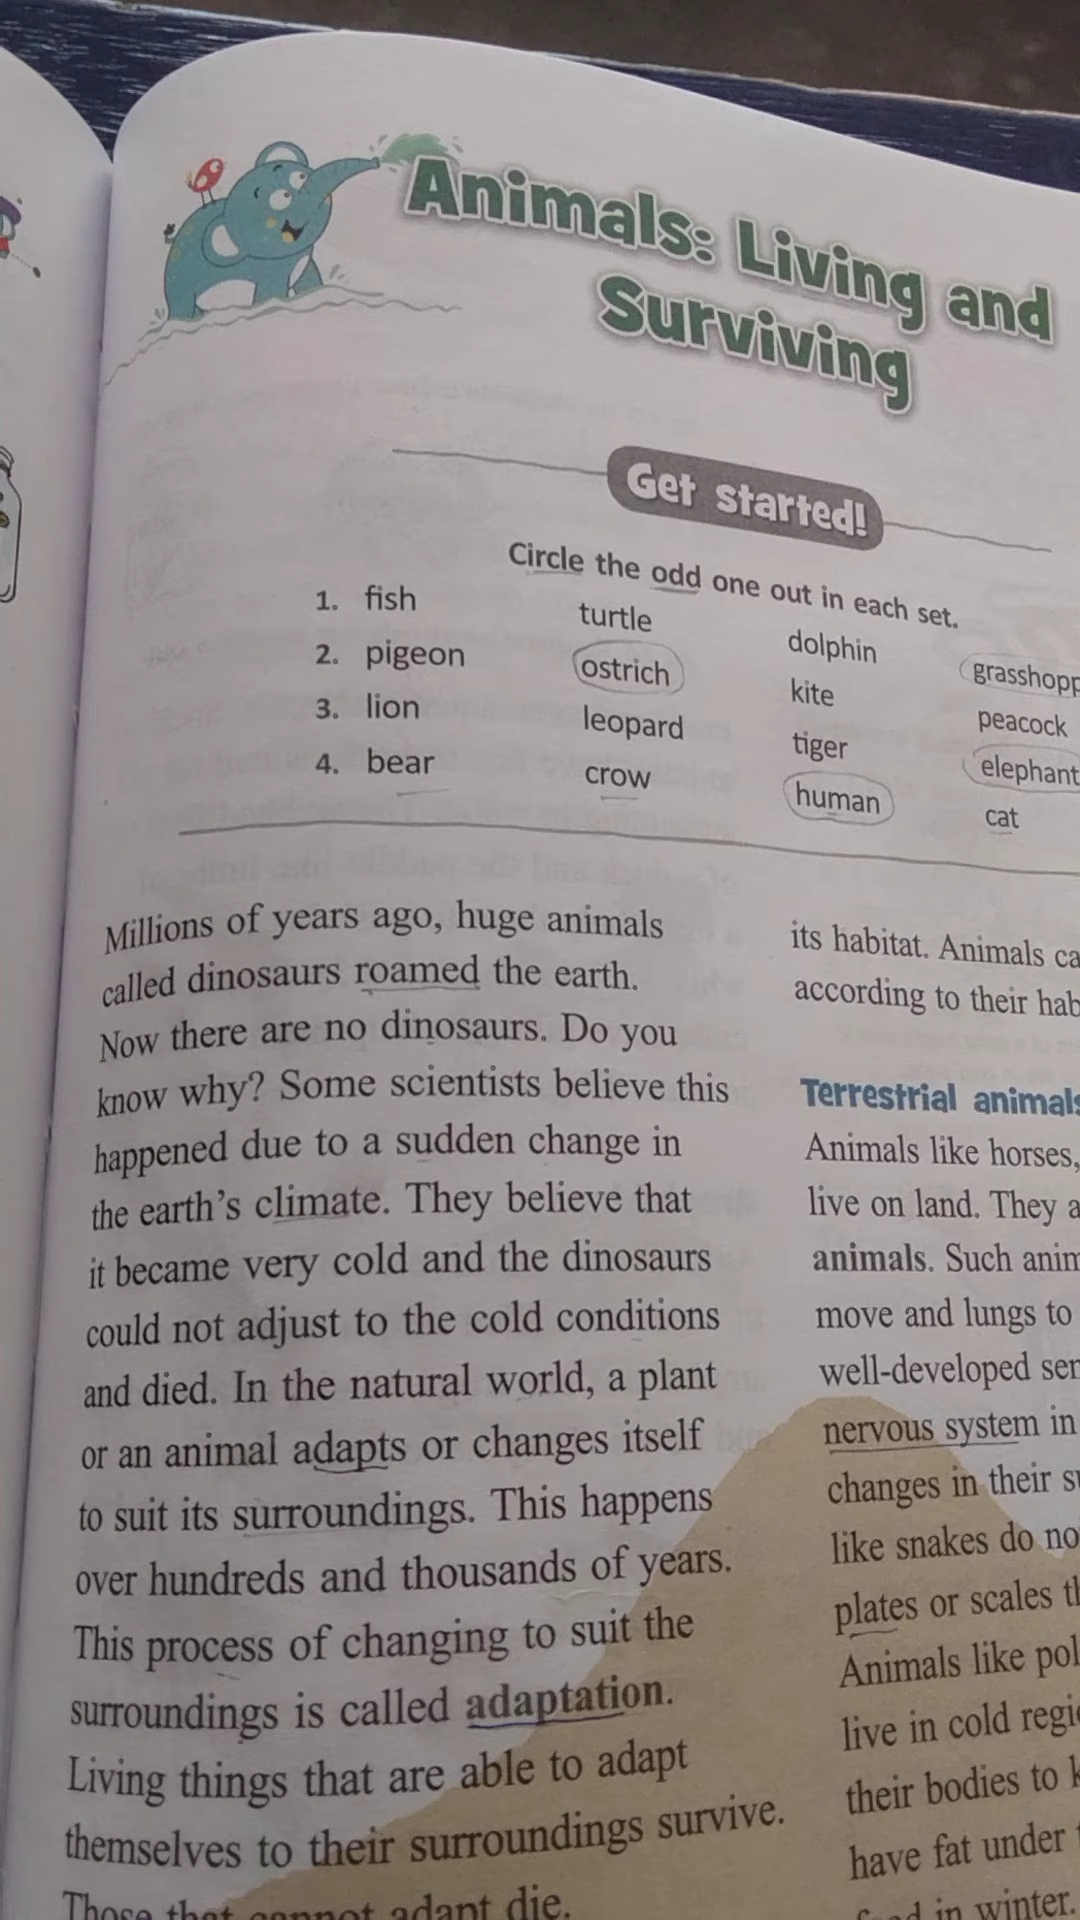 Animals: Living and
Surviving
Get started!
Circle the odd one out in each set.
1. fish turtle dolphin
2. pigeon ostrich kite peacock
3. lion leopard tiger elephant
4. bear crow human cat
Millions of years ago, huge animals
called dinosaurs roamed the earth.
Now there are no dinosaurs. Do you
know why? Some scientists believe this
happened due to a sudden change in
the earth's climate. They believe that
it became very cold and the dinosaurs
could not adjust to the cold conditions
and died. In the natural world, a plant
or an animal adapts or changes itself
to suit its surroundings. This happens
over hundreds and thousands of years.
This process of changing to suit the
surroundings is called adaptation.
Living things that are able to adapt
themselves to their surroundings survive.
Those that cannot adapt die.
its habitat. Animals
according to their
Terrestrial animals
Animals like horses,
live on land. They
animals. Such
move and lungs to
well-developed
nervous system in
changes in their
like snakes do
plates or scales
Animals like
live in cold
their bodies to
have fat under
in winter.